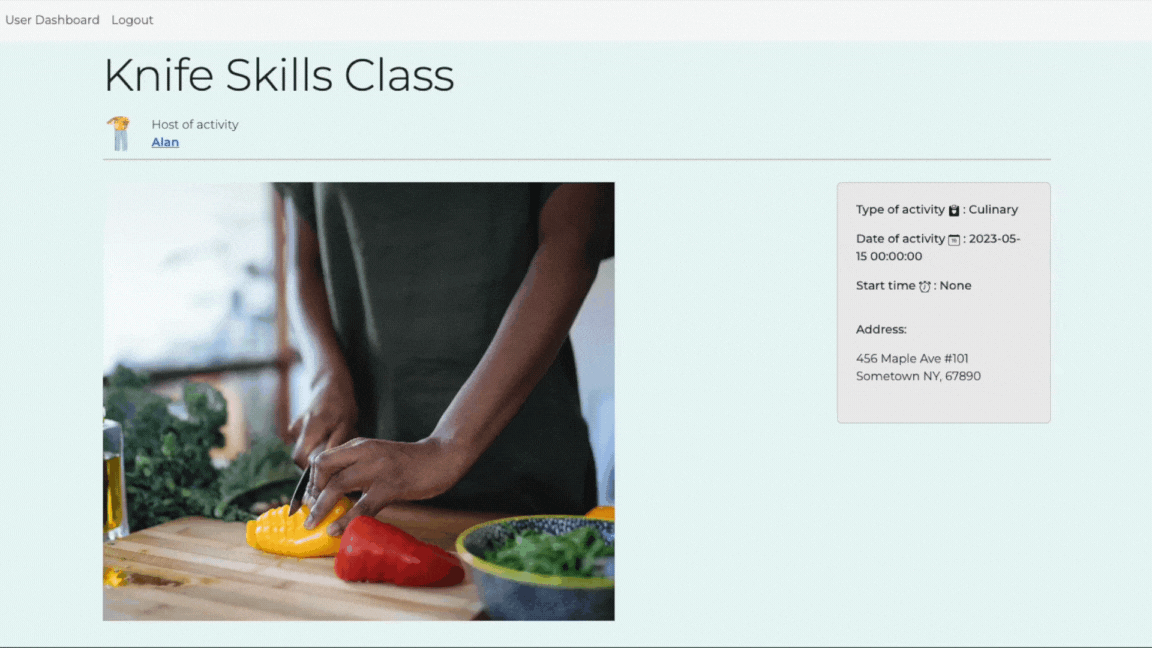 User Dashboard Logout
Knife Skills Class
Host of activity
Alan
Type of activity : Culinary
Date of activity : 2023-05-
15 00:00:00
Start time : None
Address:
456 Maple Ave #101
Sometown NY, 67890